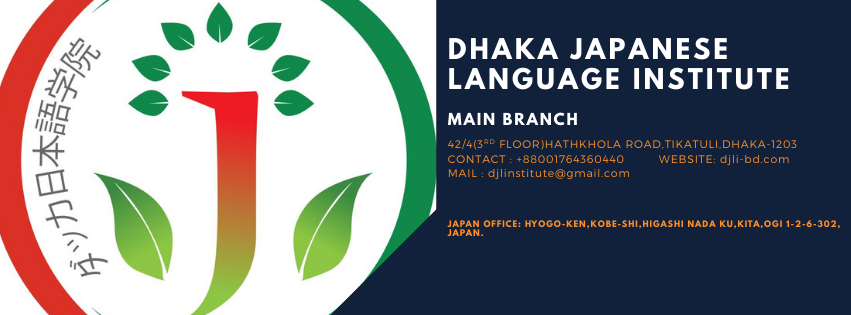 ダッカ日本語学院
DHAKA JAPANESE
LANGUAGE INSTITUTE
MAIN BRANCH
42/4(3RD FLOOR)HATHKHOLA ROAD,TIKATULI,DHAKA-1203
CONTACT : +88001764360440 WEBSITE: djli-bd.com
MAIL : djlinstitute@gmail.com
JAPAN OFFICE: HYOGO-KEN,KOBE-SHI,HIGASHI NADA KU,KITA,OGI 1-2-6-302,
JAPAN.